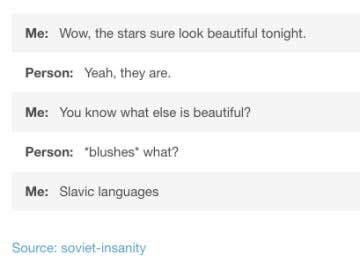 Me: Wow, the stars sure look beautiful tonight.
Person: Yeah, they are.
Me: You know what else is beautiful?
Person: *blushes* what?
Me: Slavic languages
Source: soviet-insanity